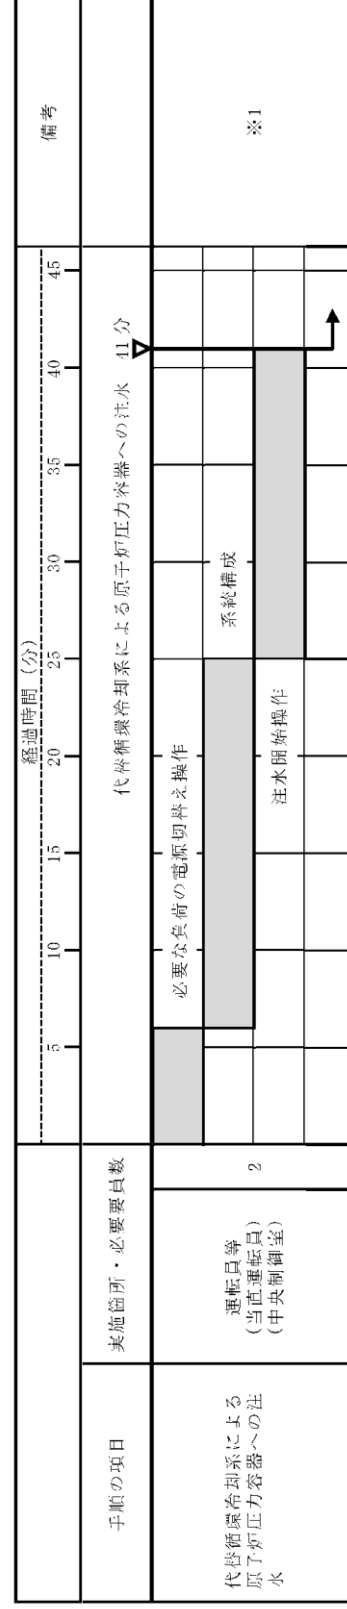 経過時間(分)
備考
5
10
15
20
25
30
35
40
45
手順の項目
実施箇所・必要要員数
代替循環冷却系による原子炉圧力容器への注水
41分
代替循環冷却系による
原子炉圧力容器への注
水
運転員等
(当直運転員)
(中央制御室)
2
必要な負荷の電源切替え操作
系統構成
注水開始操作
※1